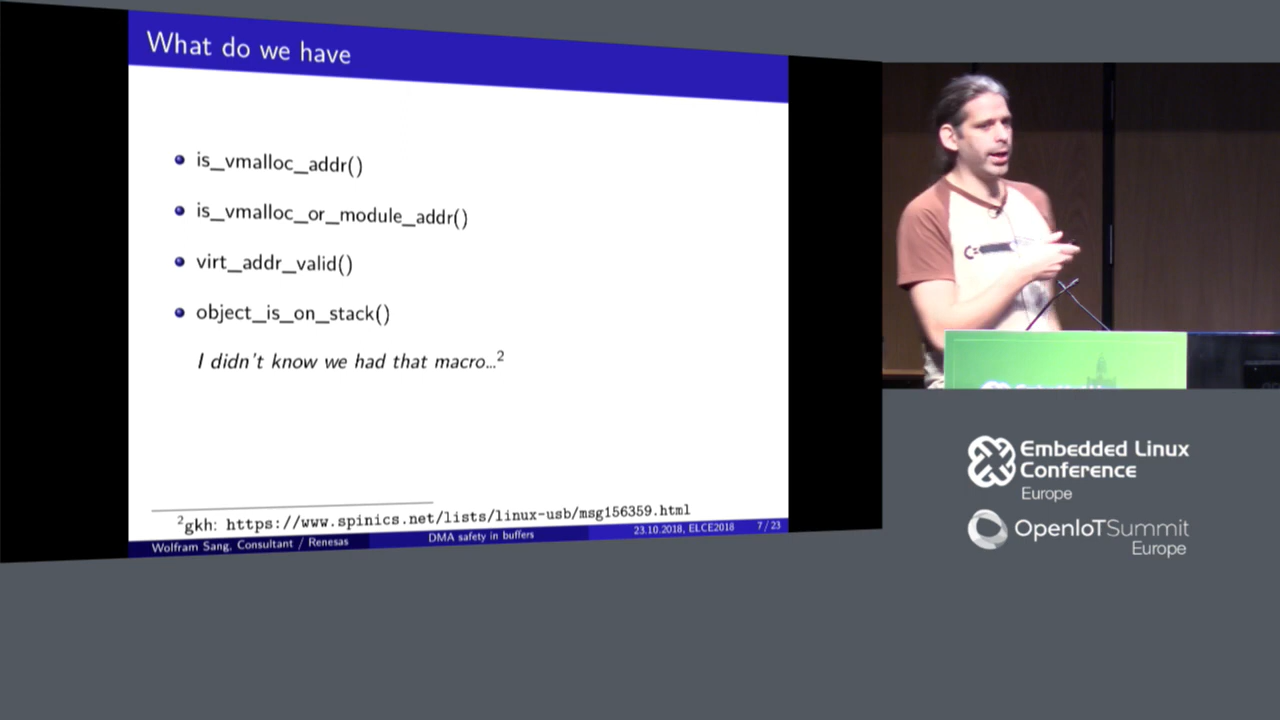 What do we have
is_vmalloc_addr()
is_vmalloc_or_module_addr()
virt_addr_valid()
object_is_on_stack()
I didn't know we had that macro...2
2gkh: https://www.spinics.net/lists/linux-usb/msg156359.html
Wolfram Sang, Consultant / Renesas
DMA safety in buffers
23.10.2018, ELCE2018
7 / 23
Embedded Linux
Conference
Europe
OpenIoTSummit
Europe